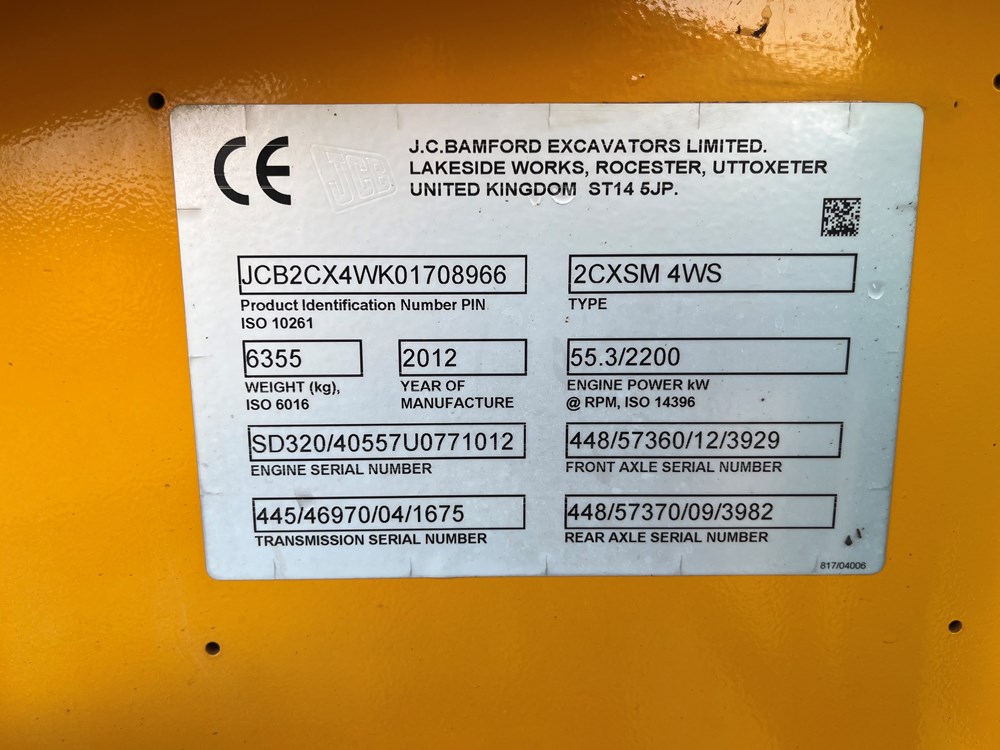 CE
JCB
J.C.BAMFORD EXCAVATORS LIMITED.
LAKESIDE WORKS, ROCESTER, UTTOXETER
UNITED KINGDOM ST14 5JP.
JCB2CX4WK01708966
Product Identification Number PIN
ISO 10261
2CXSM 4WS
TYPE
6355
WEIGHT (kg),
ISO 6016
2012
YEAR OF
MANUFACTURE
55.3/2200
ENGINE POWER kW
@ RPM, ISO 14396
SD320/40557U0771012
ENGINE SERIAL NUMBER
448/57360/12/3929
FRONT AXLE SERIAL NUMBER
445/46970/04/1675
TRANSMISSION SERIAL NUMBER
448/57370/09/3982
REAR AXLE SERIAL NUMBER
817/04006